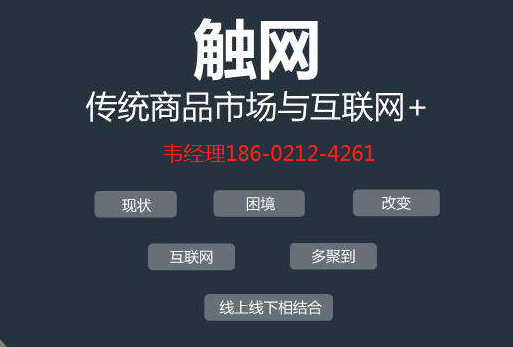 触网
传统商品市场与互联网+
韦经理186-0212-4261
现状 困境 改变
互联网 多聚到
线上线下相结合